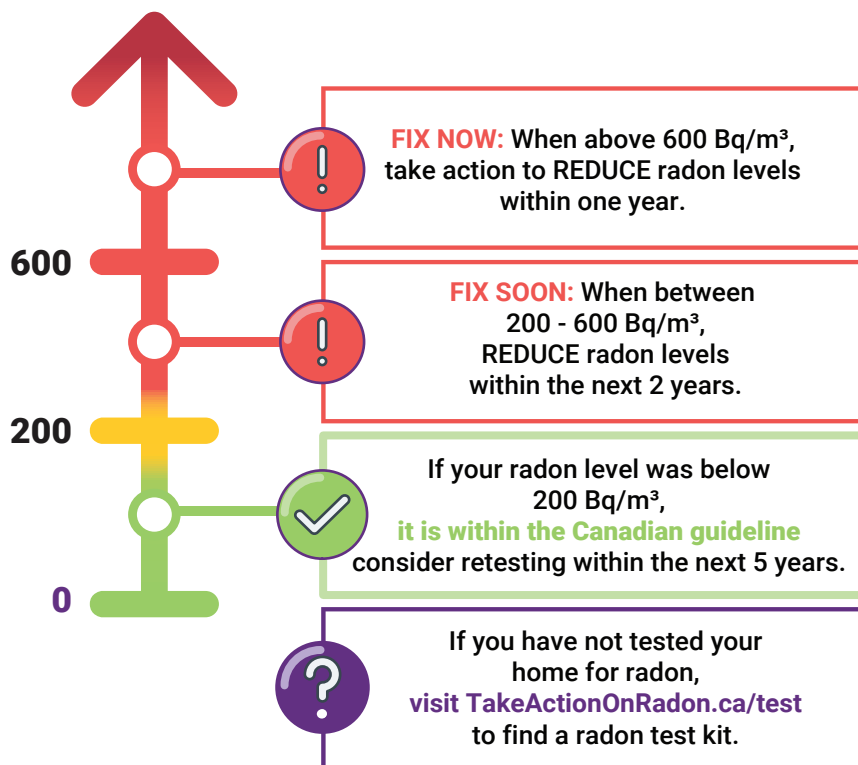 FIX NOW: When above 600 Bq/m³,
take action to REDUCE radon levels
within one year.
600
FIX SOON: When between
200 - 600 Bq/m³,
REDUCE radon levels
within the next 2 years.
200
If your radon level was below
200 Bq/m³,
it is within the Canadian guideline
consider retesting within the next 5 years.
0
If you have not tested your
home for radon,
visit TakeActionOnRadon.ca/test
to find a radon test kit.